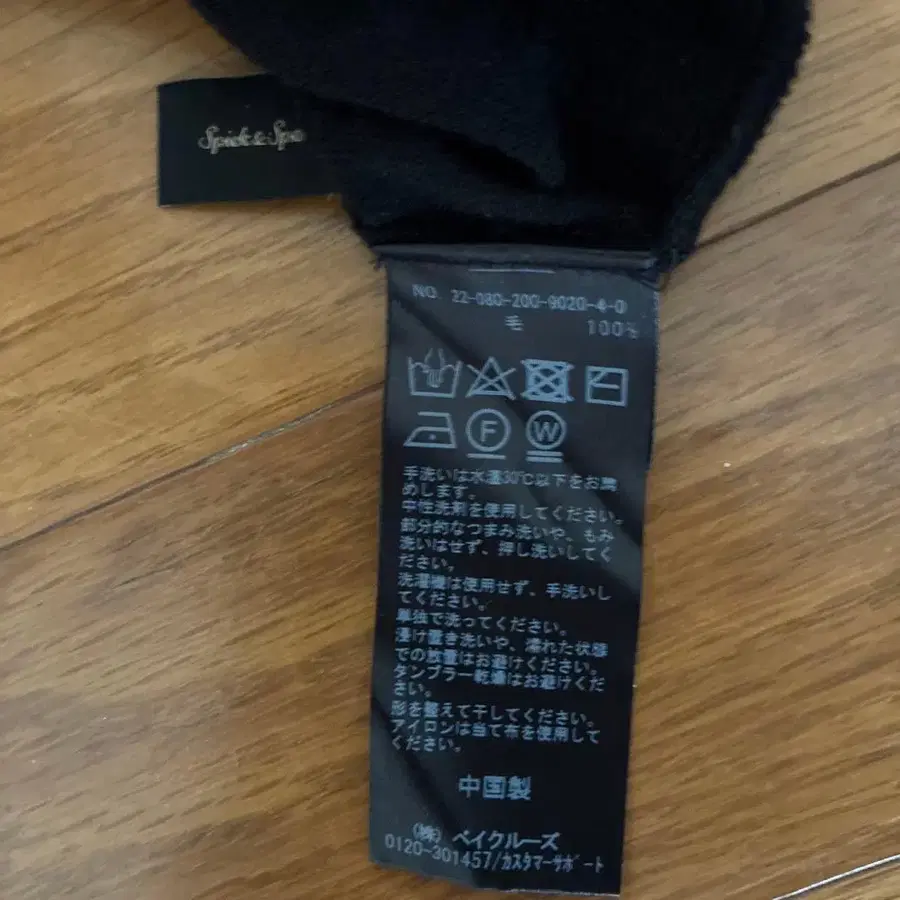 Spick & Spa
NO. 22-080-200-9020-4-0
毛 100%
F W
手洗いは水温30℃以下をお薦
めします。
中性洗剤を使用してください。
部分的なつまみ洗いや、もみ
洗いはせず、押し洗いしてく
ださい。
洗濯機は使用せず、手洗いし
てください。
単独で洗ってください。
浸け置き洗いや、濡れた状態
での放置はお避けください。
タンブラー乾燥はお避けくだ
さい。
形を整えて干してください。
アイロンは当て布を使用して
ください。
中国製
(株) ベイクルーズ
0120-301457/カスタマーサポート